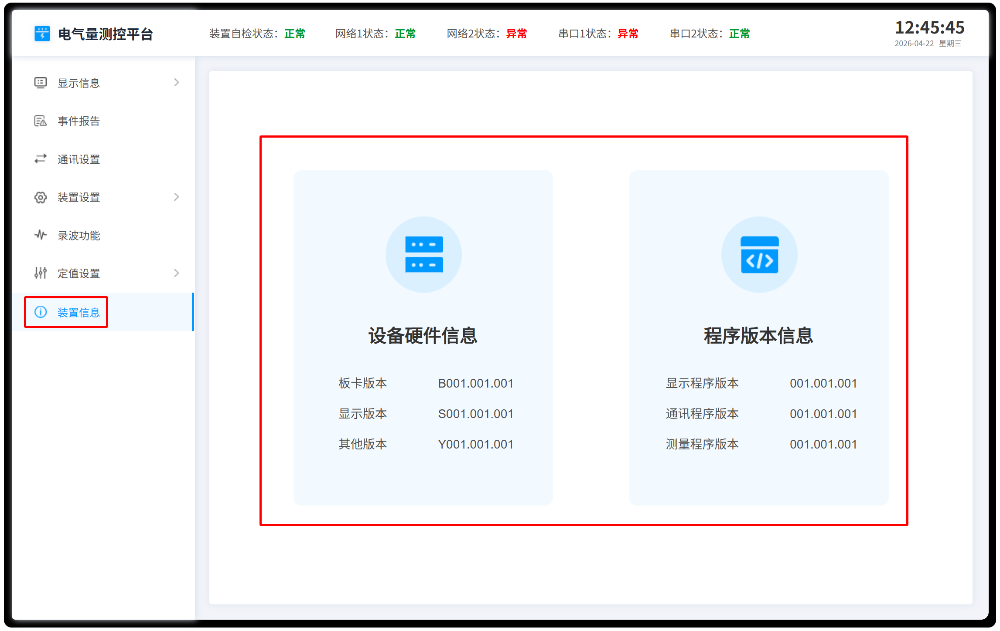 电气量测控平台
装置自检状态：正常
网络1状态：正常
网络2状态：异常
串口1状态：异常
串口2状态：正常
12:45:45
2026-04-22 星期三
显示信息
事件报告
通讯设置
装置设置
录波功能
定值设置
装置信息
设备硬件信息
板卡版本 B001.001.001
显示版本 S001.001.001
其他版本 Y001.001.001
程序版本信息
显示程序版本 001.001.001
通讯程序版本 001.001.001
测量程序版本 001.001.001